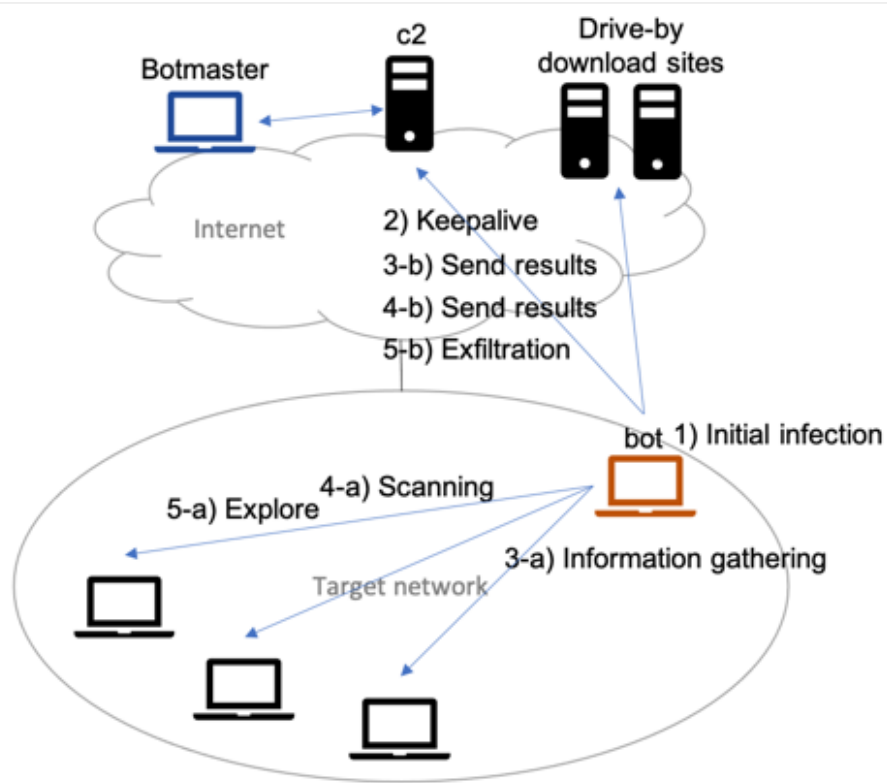 c2
Drive-by
download sites
Botmaster
Internet
2) Keepalive
3-b) Send results
4-b) Send results
5-b) Exfiltration
bot
1) Initial infection
4-a) Scanning
5-a) Explore
3-a) Information gathering
Target network